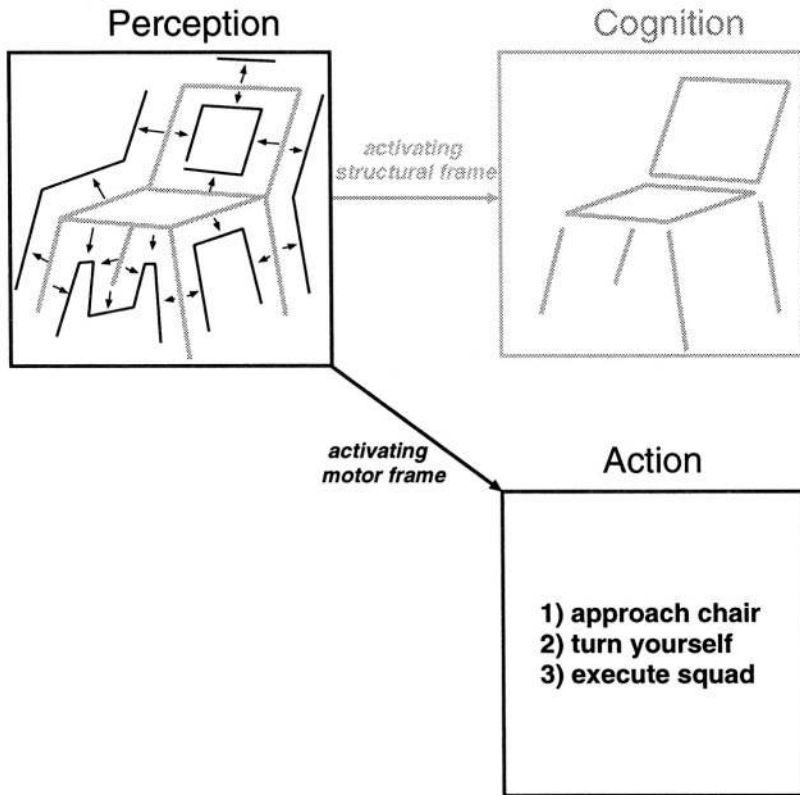 Perception
Cognition
activating
structural frame
activating
motor frame
Action
1) approach chair
2) turn yourself
3) execute squad